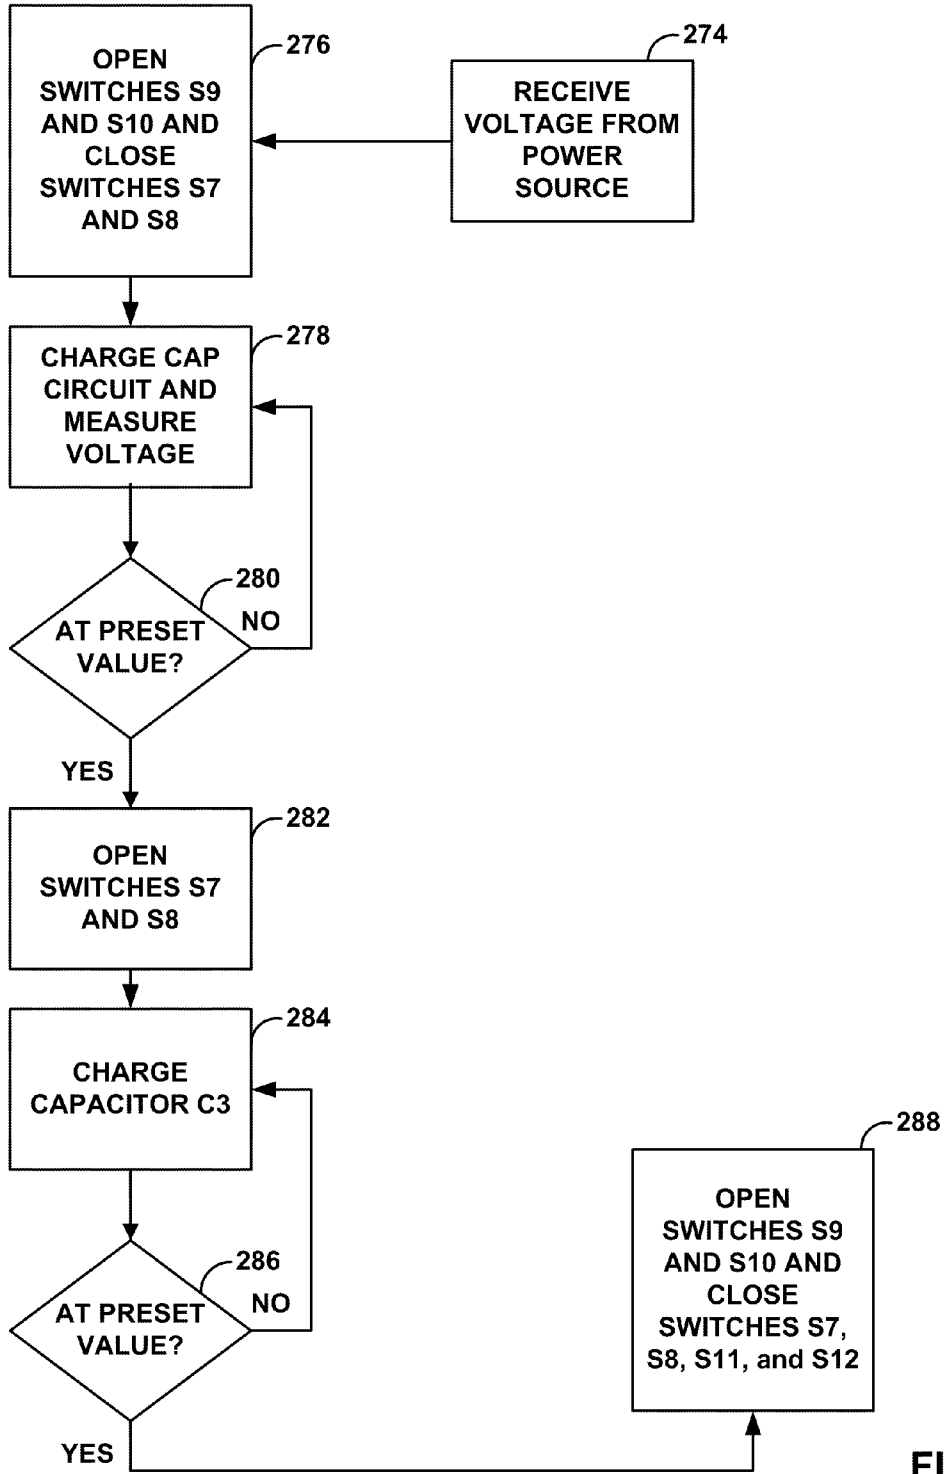 274
RECEIVE
VOLTAGE FROM
POWER
SOURCE
276
OPEN
SWITCHES S9
AND S10 AND
CLOSE
SWITCHES S7
AND S8
278
CHARGE CAP
CIRCUIT AND
MEASURE
VOLTAGE
280
AT PRESET
VALUE?
NO
YES
282
OPEN
SWITCHES S7
AND S8
284
CHARGE
CAPACITOR C3
286
AT PRESET
VALUE?
NO
YES
288
OPEN
SWITCHES S9
AND S10 AND
CLOSE
SWITCHES S7,
S8, S11, and S12